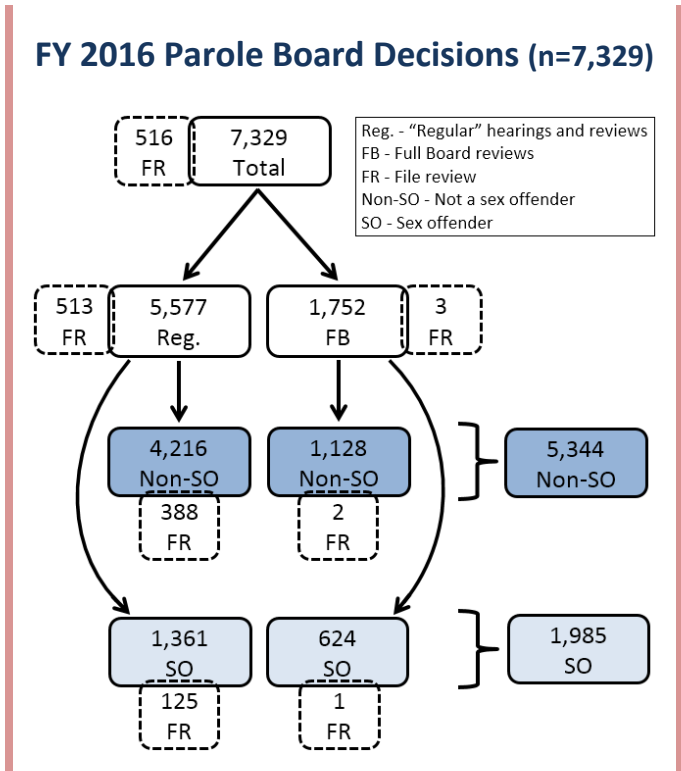 FY 2016 Parole Board Decisions (n=7,329)
516
FR
7,329
Total
Reg. - “Regular” hearings and reviews
FB - Full Board reviews
FR - File review
Non-SO - Not a sex offender
SO - Sex offender
513
FR
5,577
Reg.
1,752
FB
3
FR
4,216
Non-SO
388
FR
1,128
Non-SO
2
FR
5,344
Non-SO
1,361
SO
125
FR
624
SO
1
FR
1,985
SO